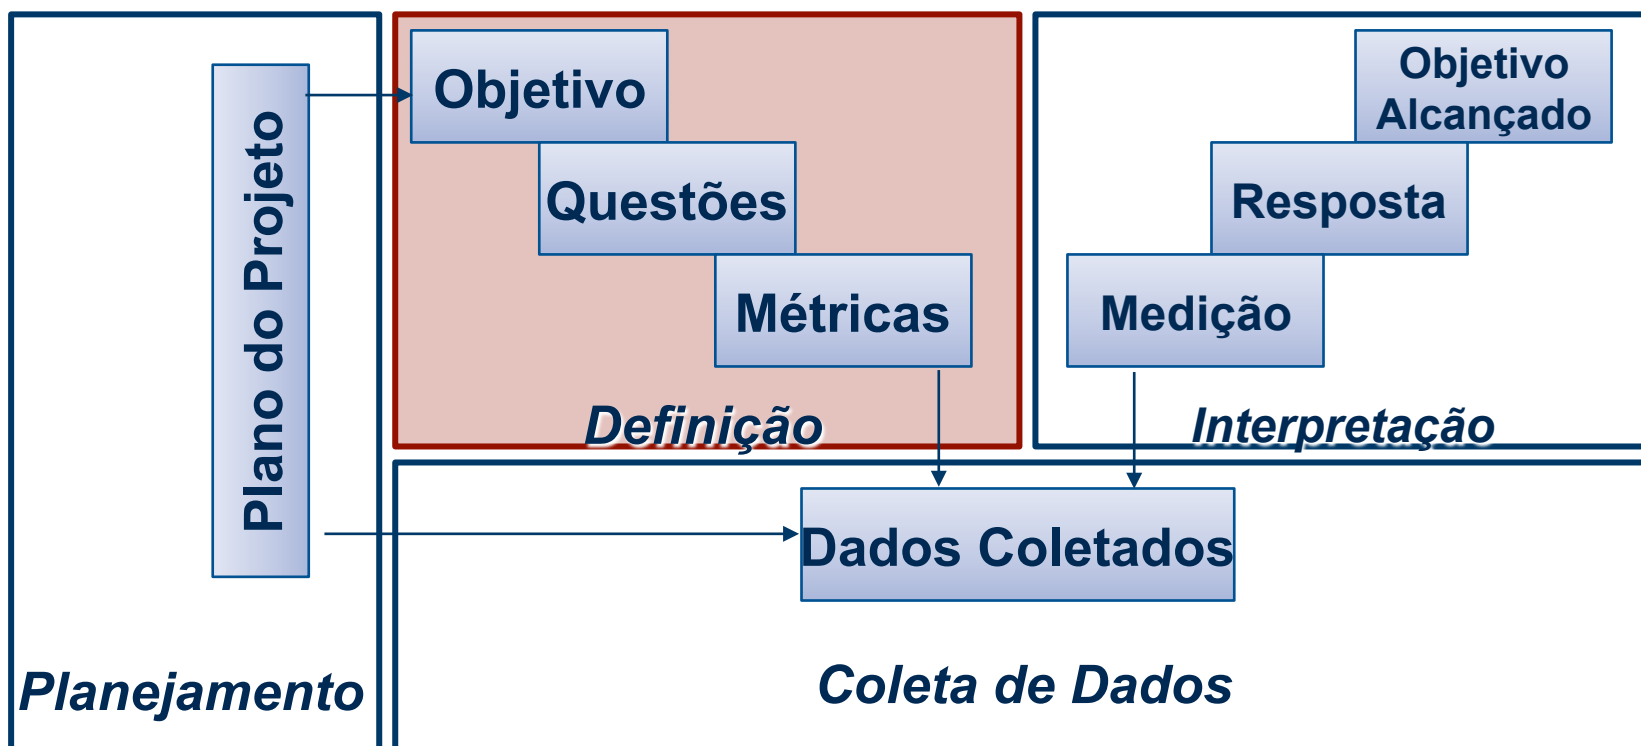 Plano do Projeto
Planejamento
Objetivo
Questões
Métricas
Definição
Objetivo
Alcançado
Resposta
Medição
Interpretação
Dados Coletados
Coleta de Dados